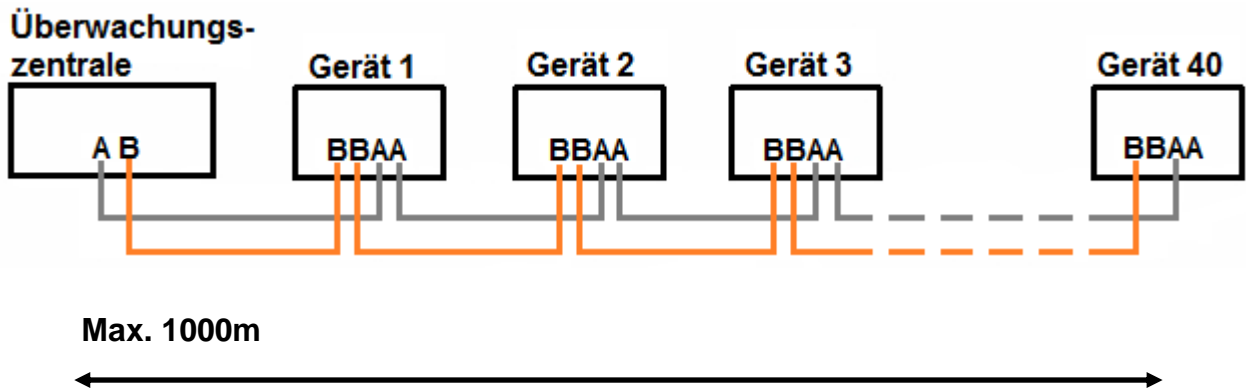 Überwachungs-
zentrale
Gerät 1
Gerät 2
Gerät 3
Gerät 40
A B
BBAA
BBAA
BBAA
BBAA
Max. 1000m